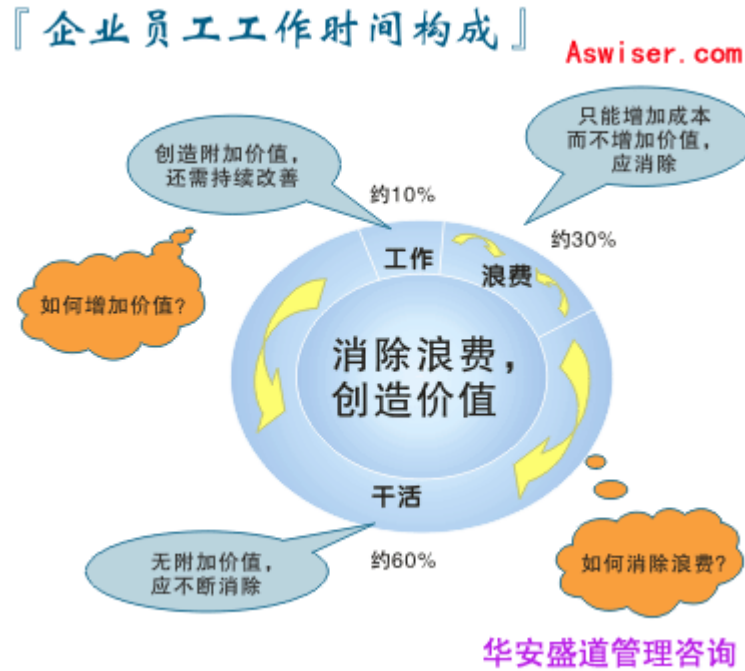 『企业员工工作时间构成』
Aswiser.com
只能增加成本
而不增加价值，
应消除
创造附加价值，
还需持续改善
约10%
约30%
工作
浪费
如何增加价值？
消除浪费，
创造价值
干活
无附加价值，
应不断消除
约60%
如何消除浪费？
华安盛道管理咨询